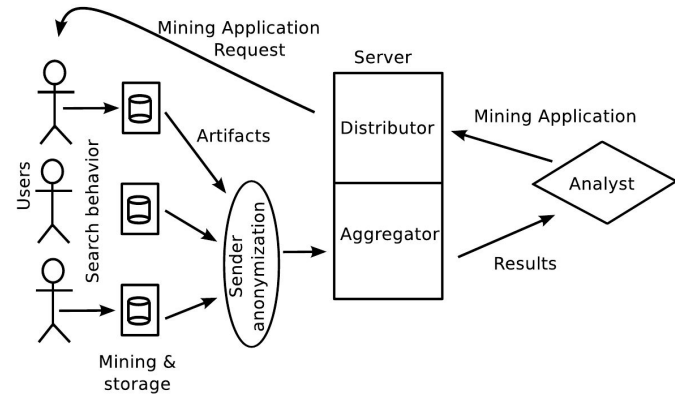 Mining Application
Request
Server
Distributor
Mining Application
Analyst
Artifacts
Users
Search behavior
Sender
anonymization
Aggregator
Results
Mining &
storage